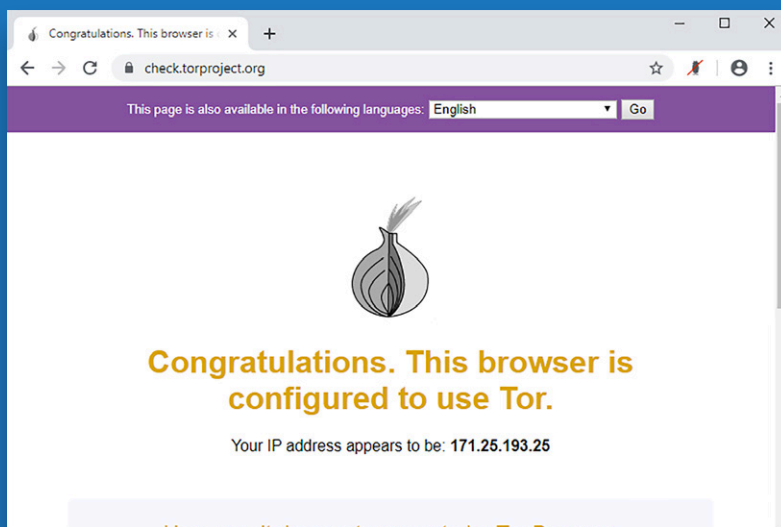 Congratulations. This browser is
check.torproject.org
This page is also available in the following languages: English Go
Congratulations. This browser is
configured to use Tor.
Your IP address appears to be: 171.25.193.25